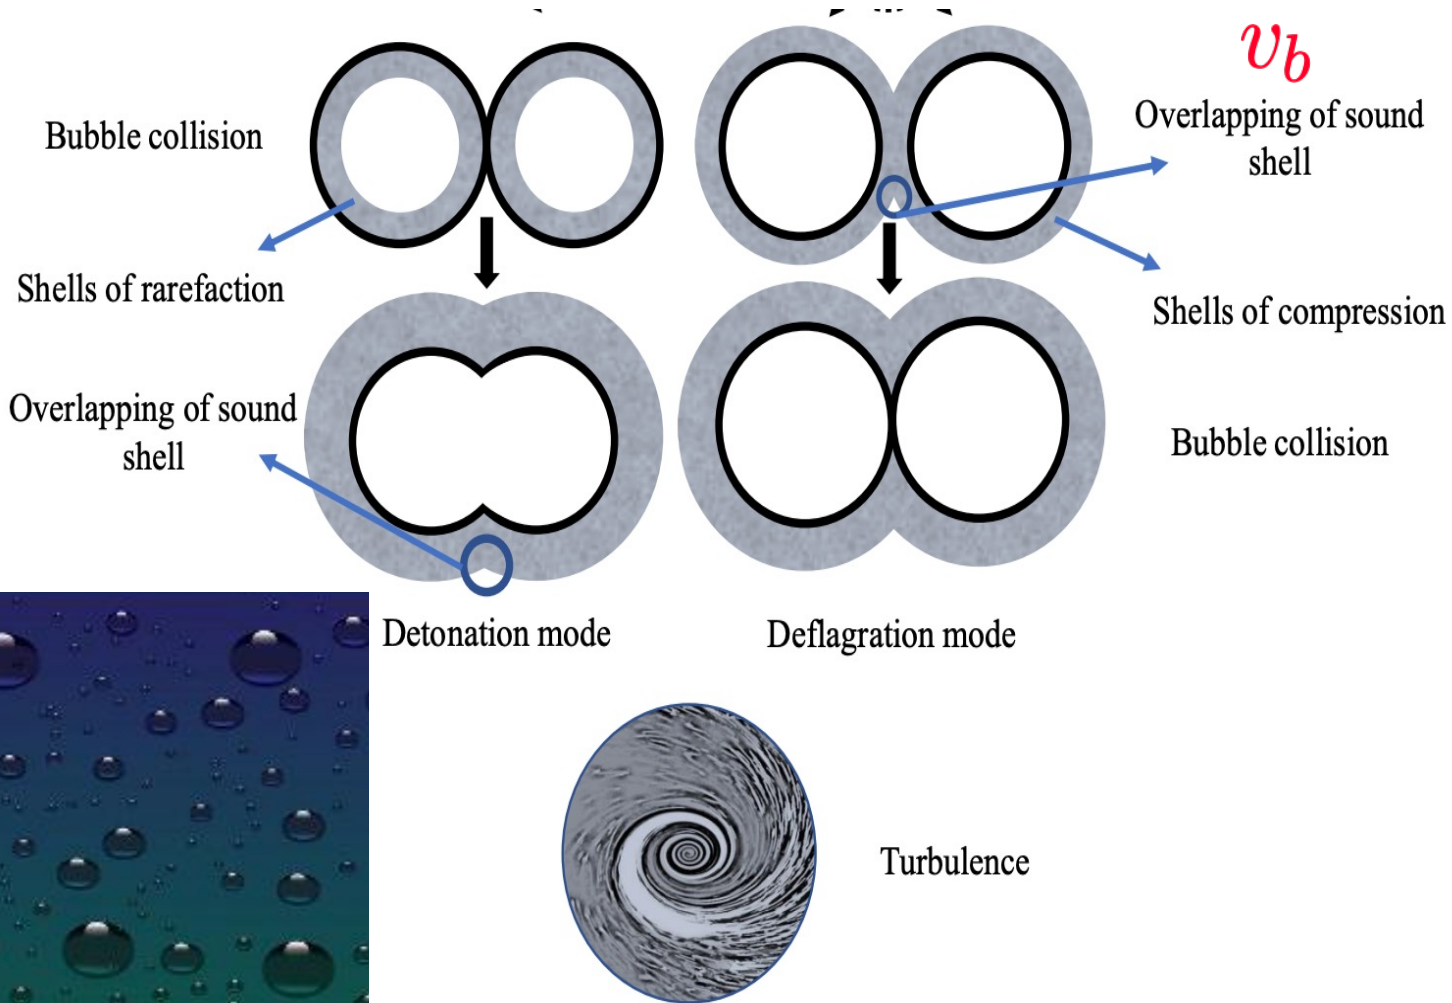 v_b
Bubble collision
Overlapping of sound
shell
Shells of rarefaction
Shells of compression
Overlapping of sound
shell
Bubble collision
Detonation mode
Deflagration mode
Turbulence